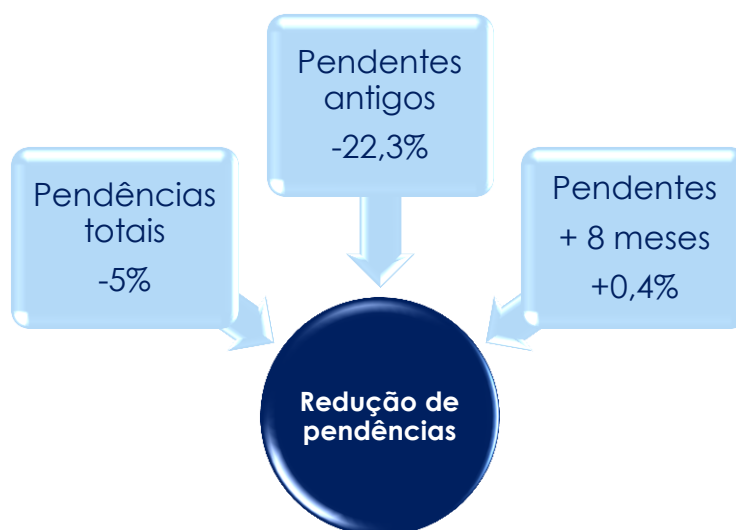 Pendentes
antigos
-22,3%
Pendências
totais
-5%
Pendentes
+ 8 meses
+0,4%
Redução de
pendências